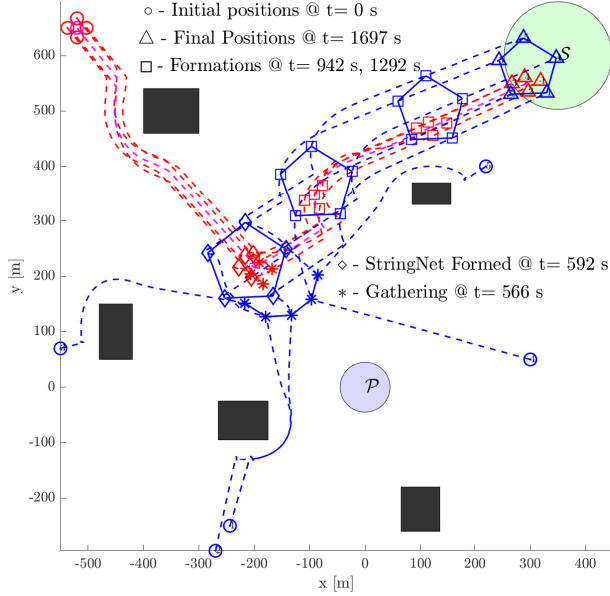 ○ - Initial positions @ t= 0 s
△ - Final Positions @ t= 1697 s
□ - Formations @ t= 942 s, 1292 s
S
◇ - StringNet Formed @ t= 592 s
* - Gathering @ t= 566 s
P
y [m]
600
500
400
300
200
100
0
-100
-200
-500
-400
-300
-200
-100
0
100
200
300
400
x [m]